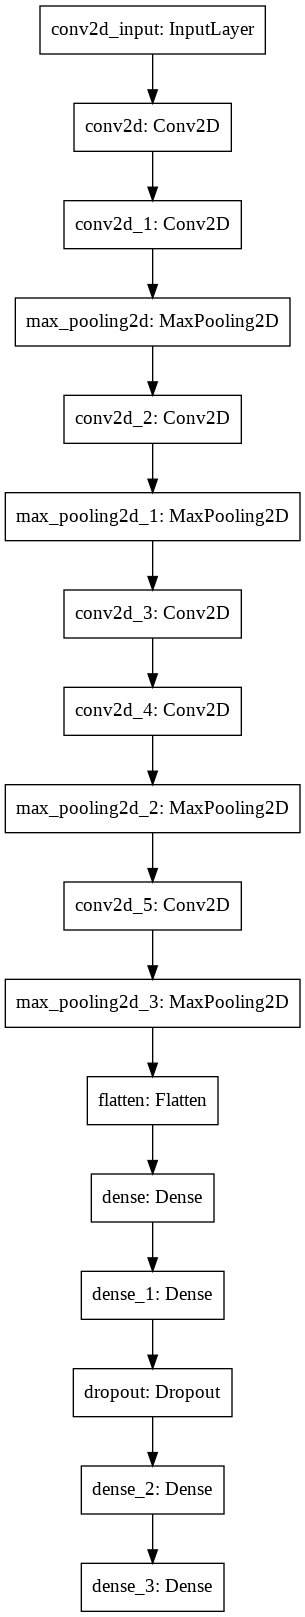 conv2d_input: InputLayer
conv2d: Conv2D
conv2d_1: Conv2D
max_pooling2d: MaxPooling2D
conv2d_2: Conv2D
max_pooling2d_1: MaxPooling2D
conv2d_3: Conv2D
conv2d_4: Conv2D
max_pooling2d_2: MaxPooling2D
conv2d_5: Conv2D
max_pooling2d_3: MaxPooling2D
flatten: Flatten
dense: Dense
dense_1: Dense
dropout: Dropout
dense_2: Dense
dense_3: Dense